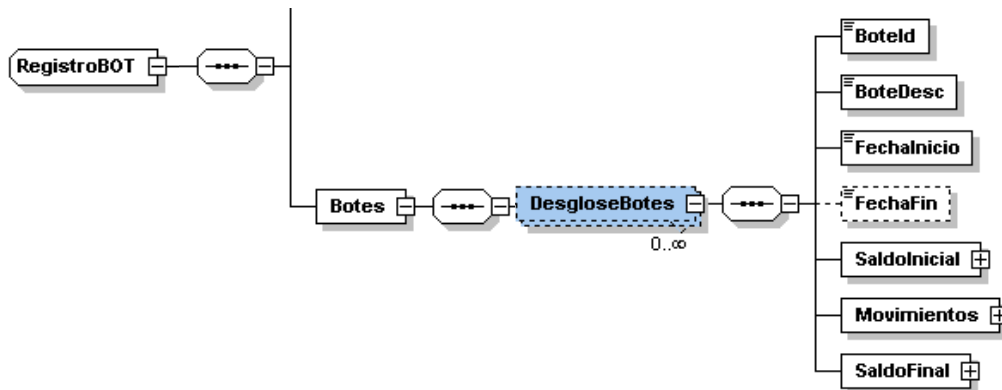 RegistroBOT
Botes
DesgloseBotes
0..∞
BoteId
BoteDesc
FechaInicio
FechaFin
SaldoInicial
Movimientos
SaldoFinal